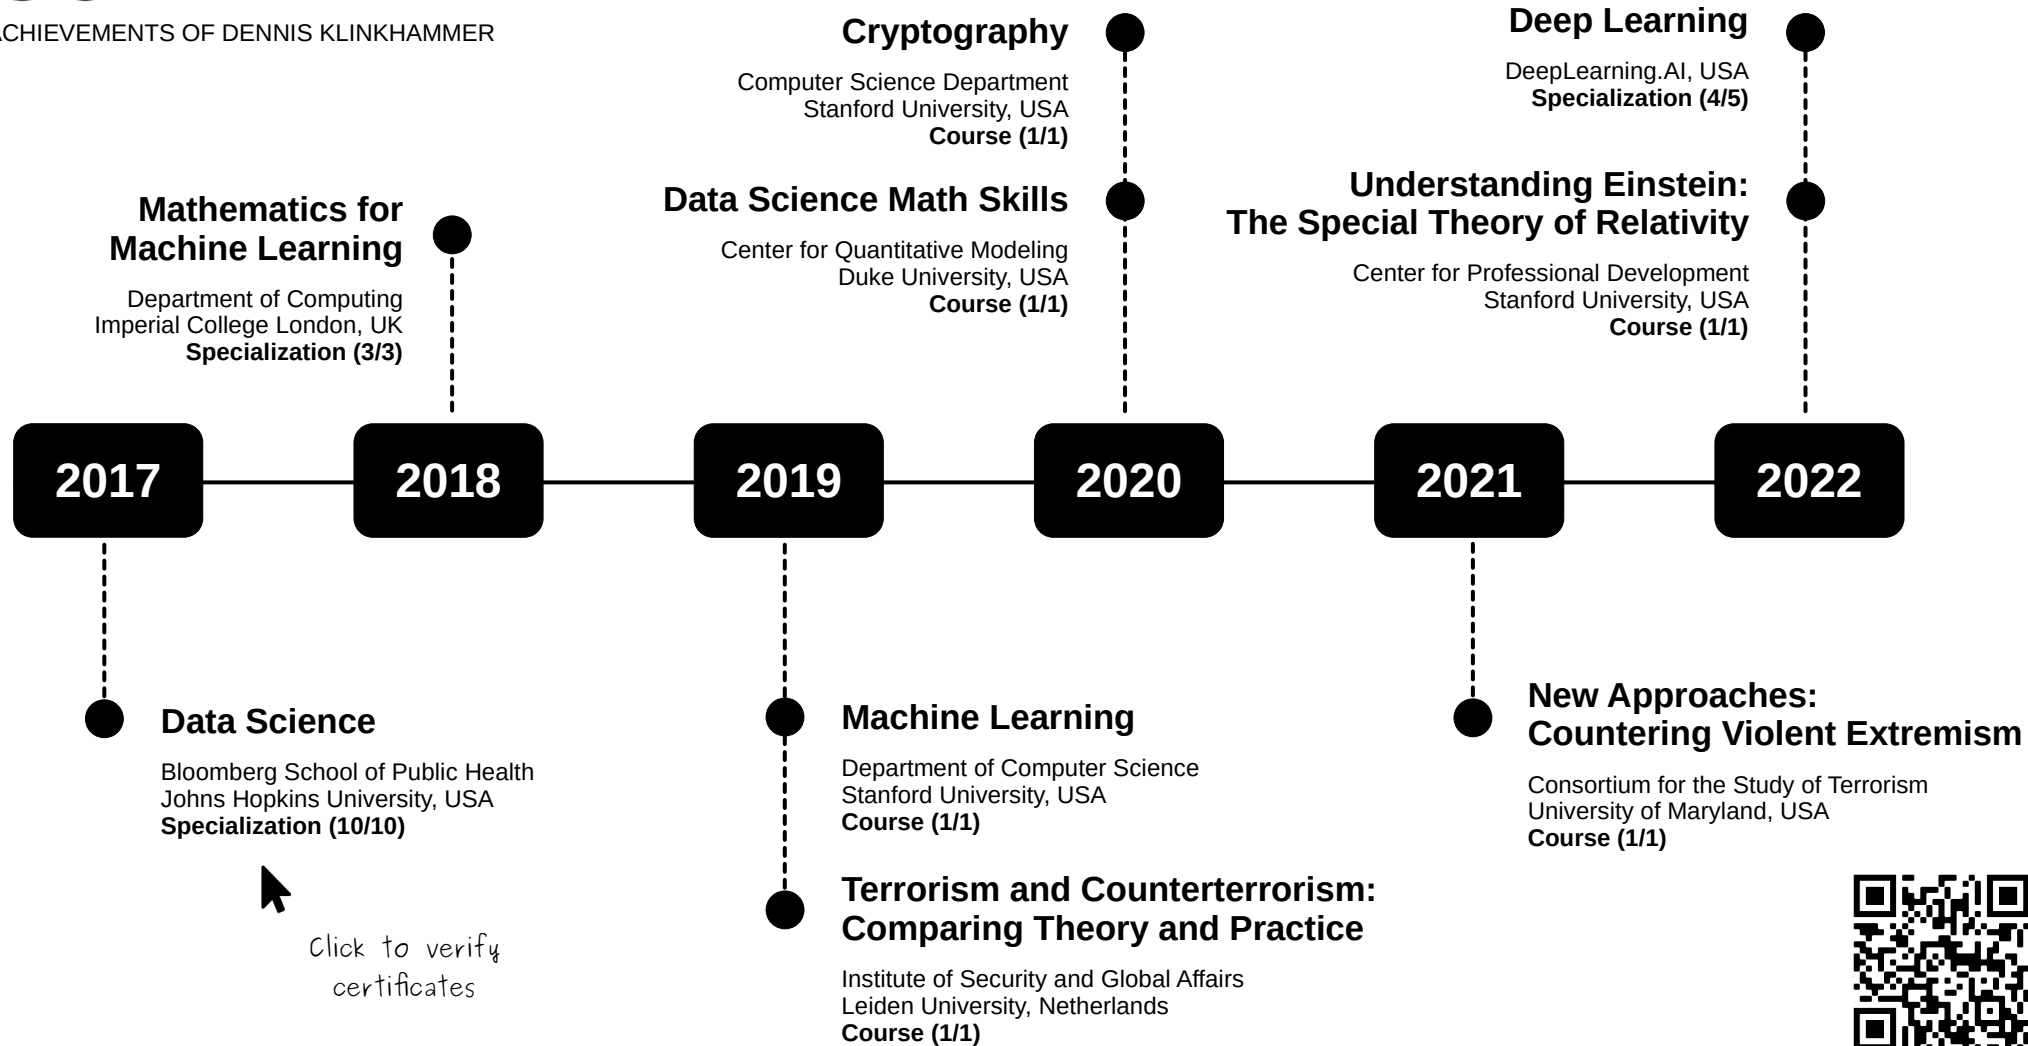 ACHIEVEMENTS OF DENNIS KLINKHAMMER
Cryptography
Computer Science Department
Stanford University, USA
Course (1/1)
Deep Learning
DeepLearning.AI, USA
Specialization (4/5)
Mathematics for
Machine Learning
Department of Computing
Imperial College London, UK
Specialization (3/3)
Data Science Math Skills
Center for Quantitative Modeling
Duke University, USA
Course (1/1)
Understanding Einstein:
The Special Theory of Relativity
Center for Professional Development
Stanford University, USA
Course (1/1)
2017
2018
2019
2020
2021
2022
Data Science
Bloomberg School of Public Health
Johns Hopkins University, USA
Specialization (10/10)
Click to verify
certificates
Machine Learning
Department of Computer Science
Stanford University, USA
Course (1/1)
Terrorism and Counterterrorism:
Comparing Theory and Practice
Institute of Security and Global Affairs
Leiden University, Netherlands
Course (1/1)
New Approaches:
Countering Violent Extremism
Consortium for the Study of Terrorism
University of Maryland, USA
Course (1/1)